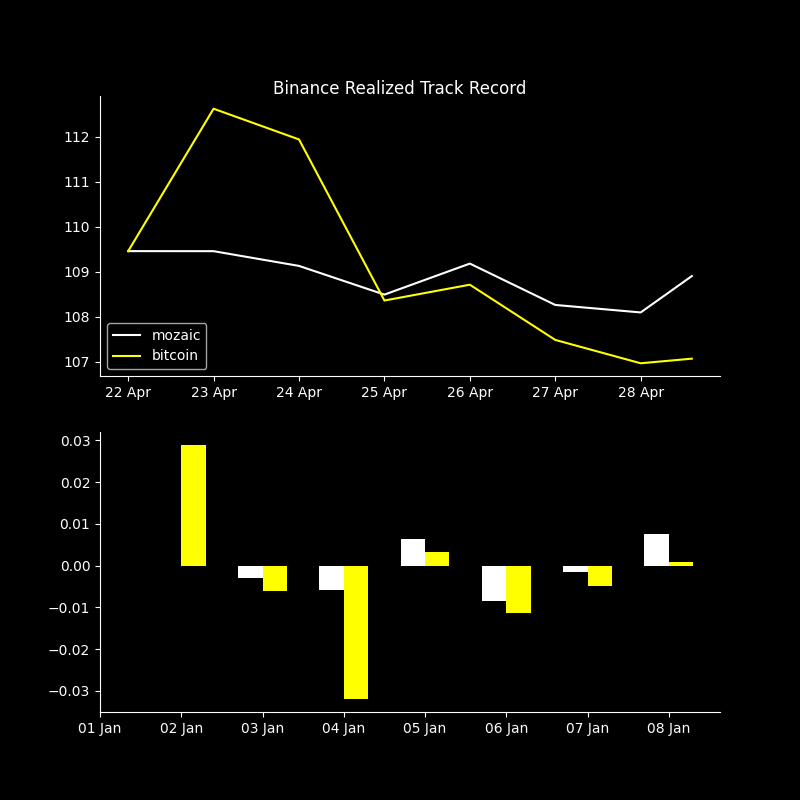 Binance Realized Track Record
112
111
110
109
108
107
mozaic
bitcoin
22 Apr 23 Apr 24 Apr 25 Apr 26 Apr 27 Apr 28 Apr
0.03
0.02
0.01
0.00
−0.01
−0.02
−0.03
01 Jan 02 Jan 03 Jan 04 Jan 05 Jan 06 Jan 07 Jan 08 Jan